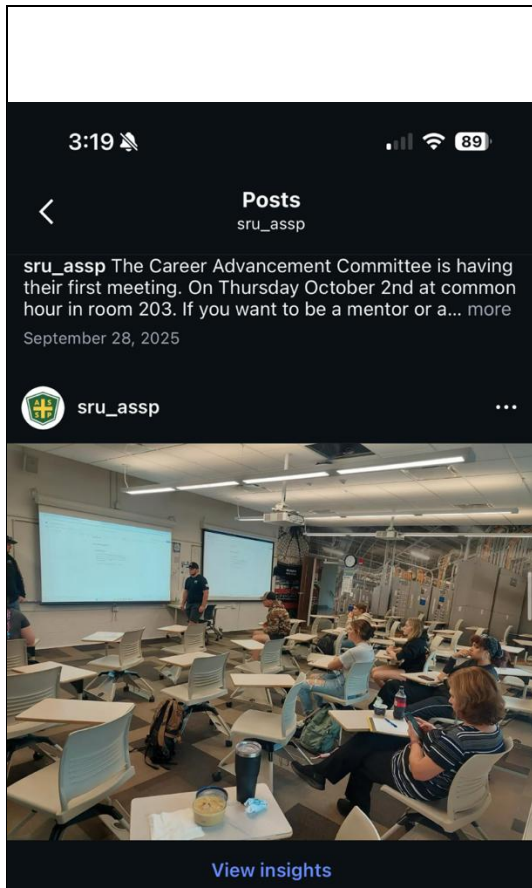 3:19
89
Posts
sru_assp
sru_assp The Career Advancement Committee is having
their first meeting. On Thursday October 2nd at common
hour in room 203. If you want to be a mentor or a... more
September 28, 2025
A S
S P
sru_assp
View insights